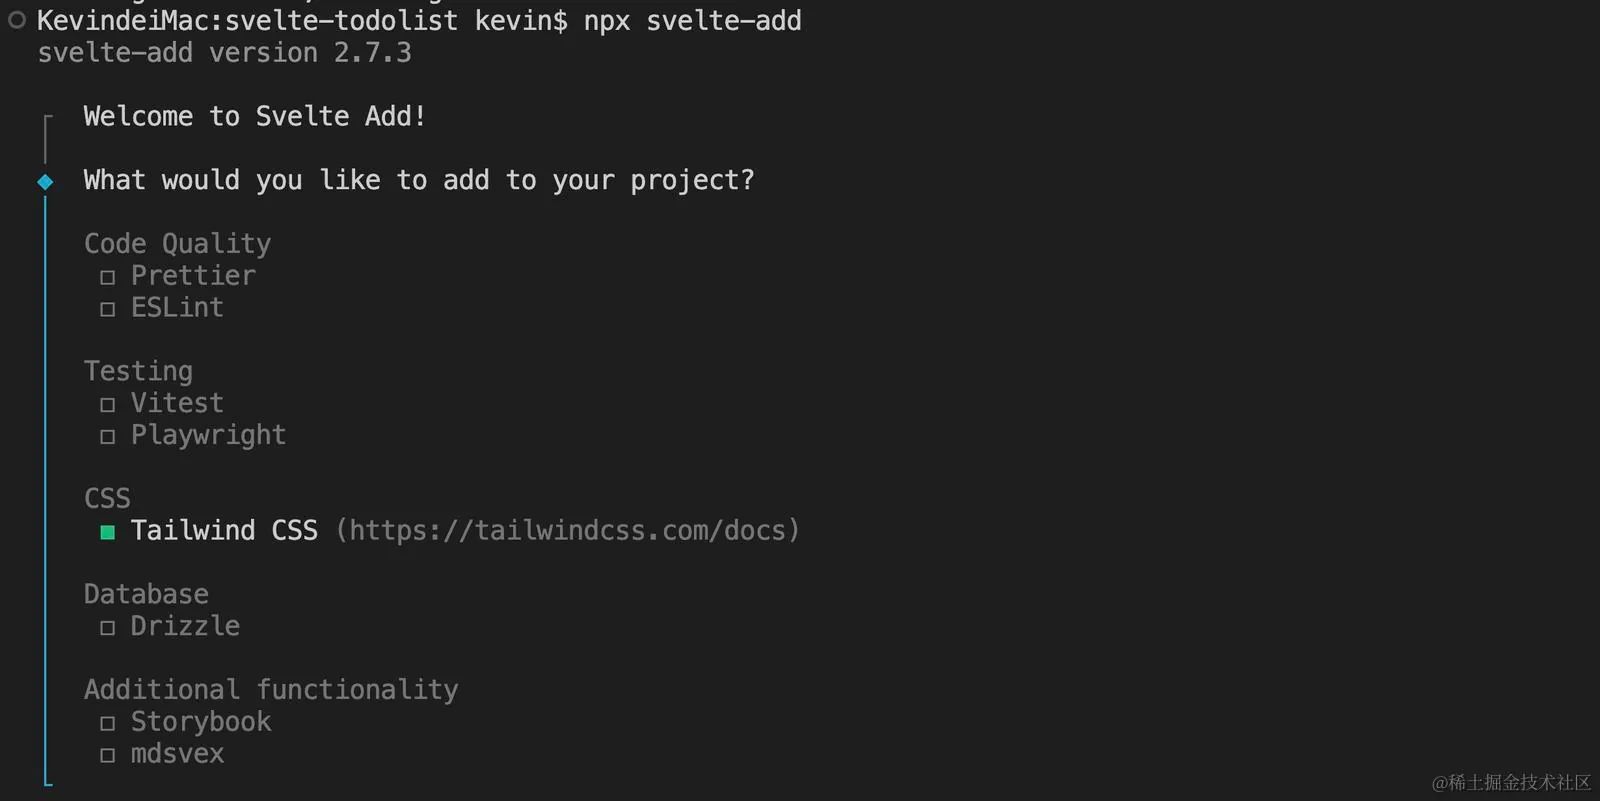 KevindeiMac:svelte-todolist kevin$ npx svelte-add
svelte-add version 2.7.3
Welcome to Svelte Add!
What would you like to add to your project?
Code Quality
Prettier
ESLint
Testing
Vitest
Playwright
CSS
Tailwind CSS (https://tailwindcss.com/docs)
Database
Drizzle
Additional functionality
Storybook
mdsvex
@稀土掘金技术社区